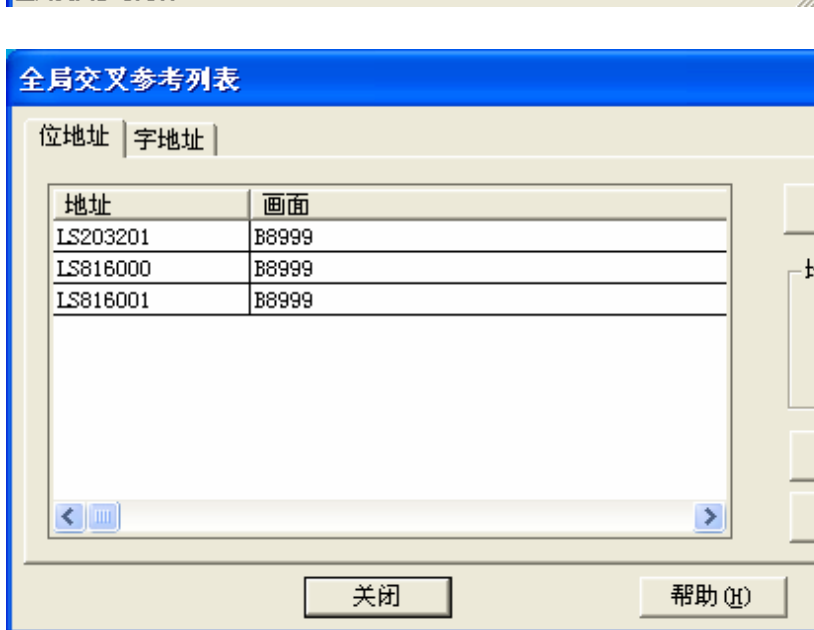 全局交叉参考列表
位地址 字地址
地址 画面
LS203201 B8999
LS816000 B8999
LS816001 B8999
关闭 帮助(H)